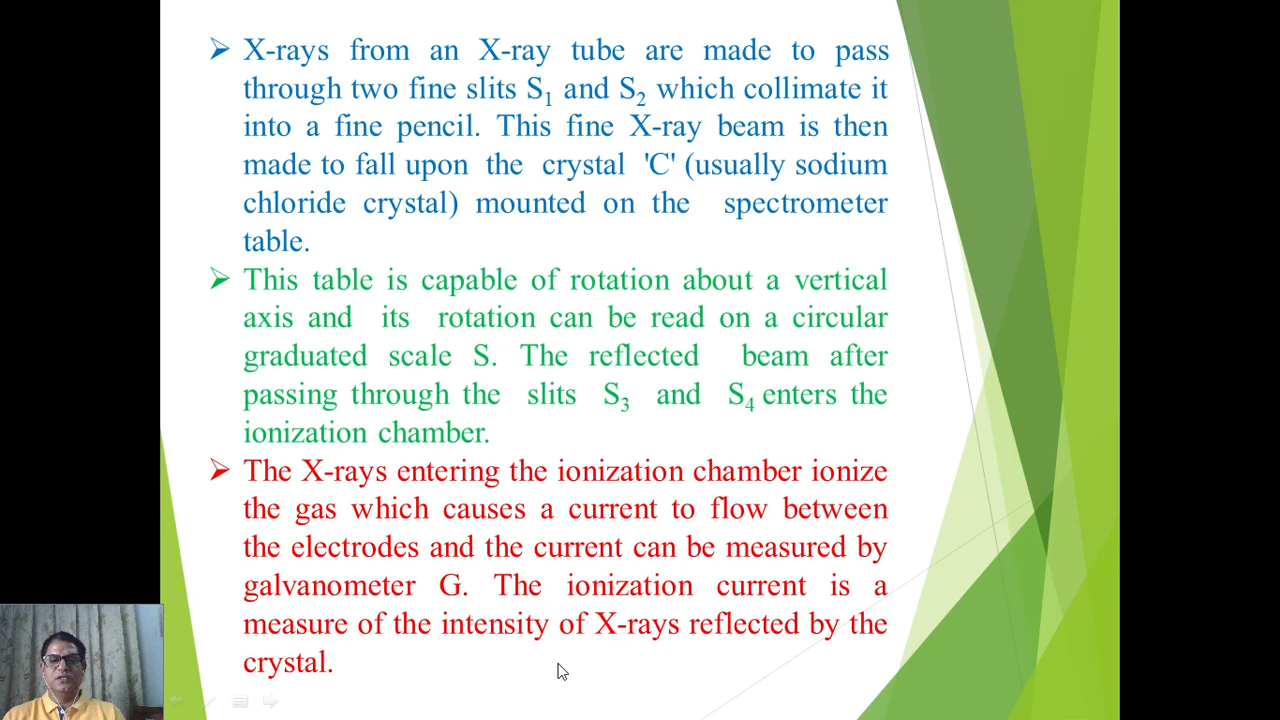 ➢ X-rays from an X-ray tube are made to pass
through two fine slits S₁ and S₂ which collimate it
into a fine pencil. This fine X-ray beam is then
made to fall upon the crystal 'C' (usually sodium
chloride crystal) mounted on the spectrometer
table.
➢ This table is capable of rotation about a vertical
axis and its rotation can be read on a circular
graduated scale S. The reflected beam after
passing through the slits S₃ and S₄ enters the
ionization chamber.
➢ The X-rays entering the ionization chamber ionize
the gas which causes a current to flow between
the electrodes and the current can be measured by
galvanometer G. The ionization current is a
measure of the intensity of X-rays reflected by the
crystal.